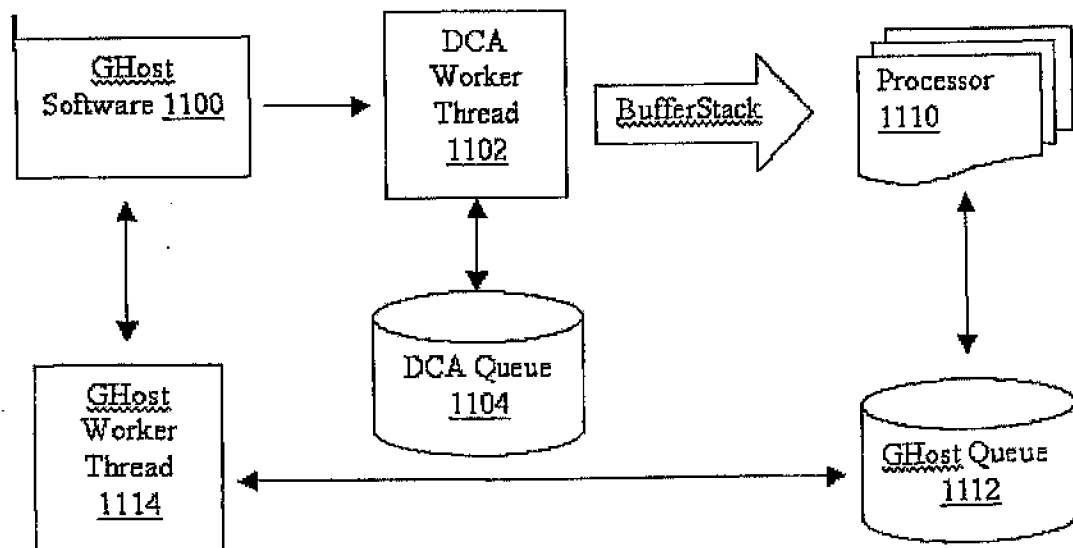 GHost
Software 1100
DCA
Worker
Thread
1102
BufferStack
Processor
1110
DCA Queue
1104
GHost
Worker
Thread
1114
GHost Queue
1112